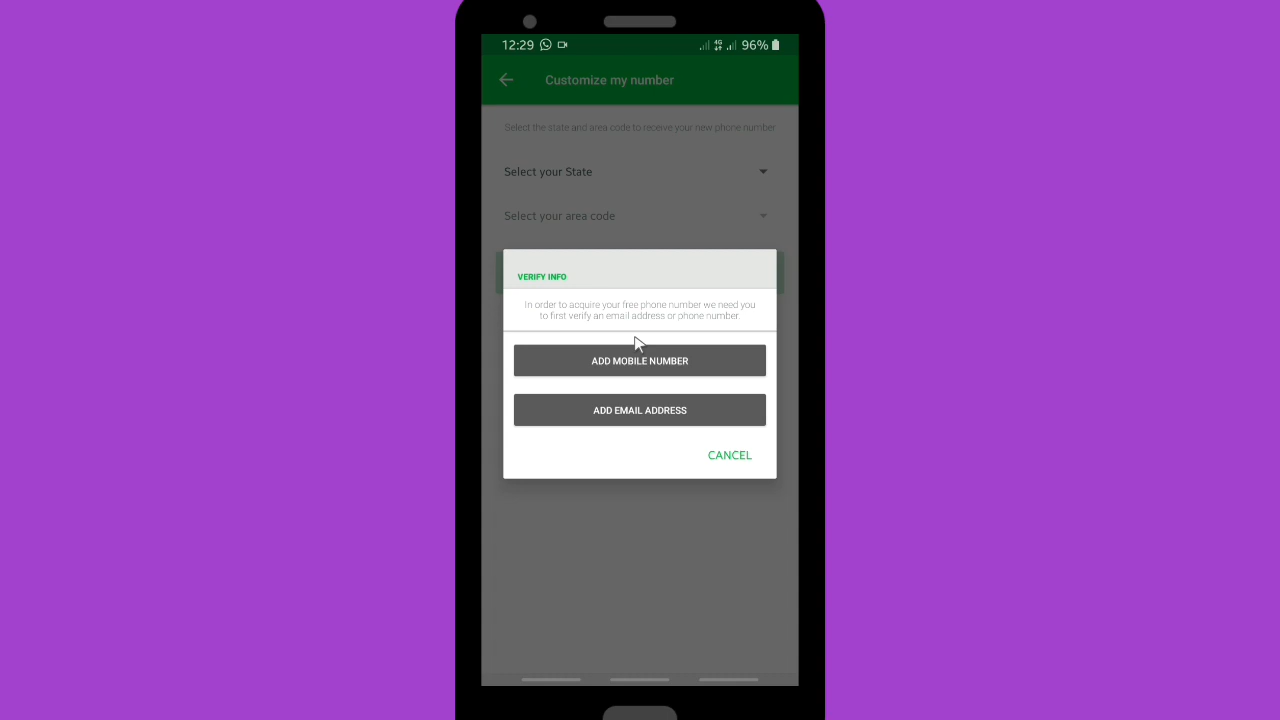 12:29 4G 96%
Customize my number
Select the state and area code to receive your new phone number
Select your State
Select your area code
VERIFY INFO
In order to acquire your free phone number we need you
to first verify an email address or phone number.
ADD MOBILE NUMBER
ADD EMAIL ADDRESS
CANCEL